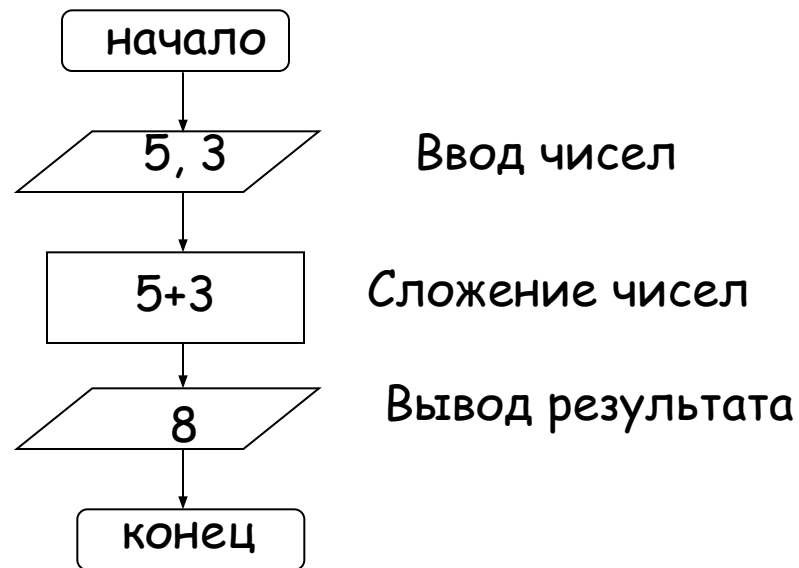 начало
5, 3
Ввод чисел
5+3
Сложение чисел
8
Вывод результата
конец